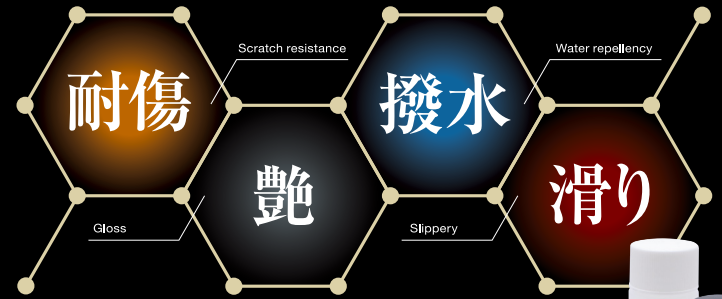 耐傷
Scratch resistance
撥水
Water repellency
艶
Gloss
滑り
Slippery